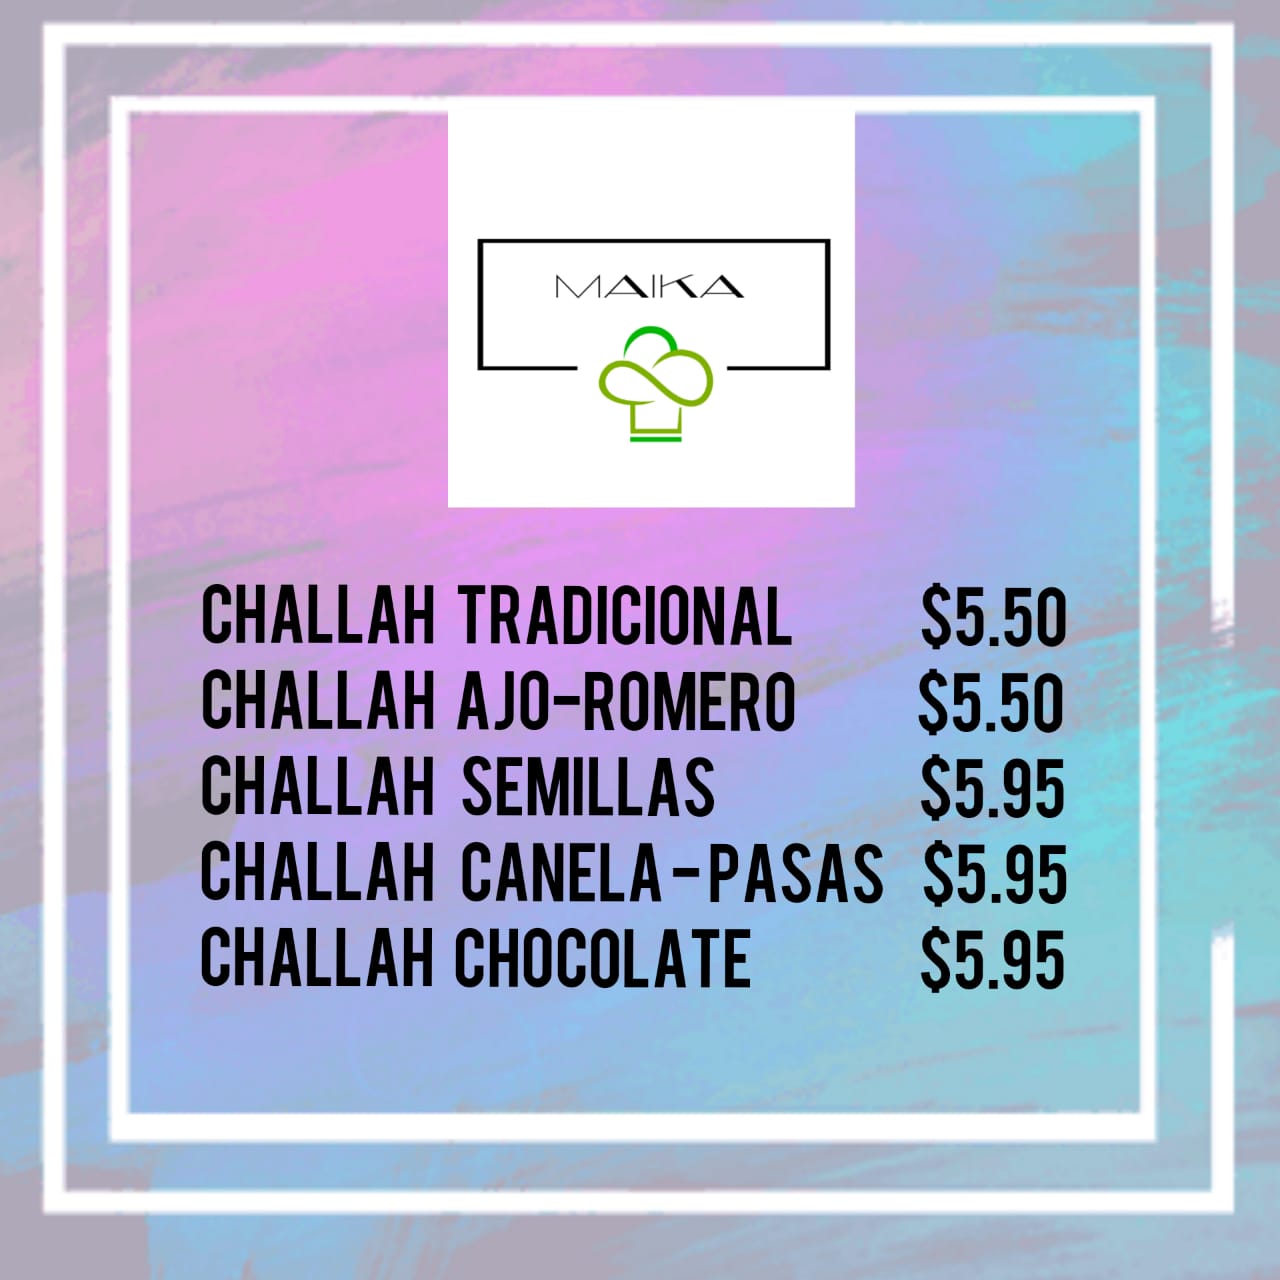 MAIKA
CHALLAH TRADICIONAL $5.50
CHALLAH AJO-ROMERO $5.50
CHALLAH SEMILLAS $5.95
CHALLAH CANELA-PASAS $5.95
CHALLAH CHOCOLATE $5.95